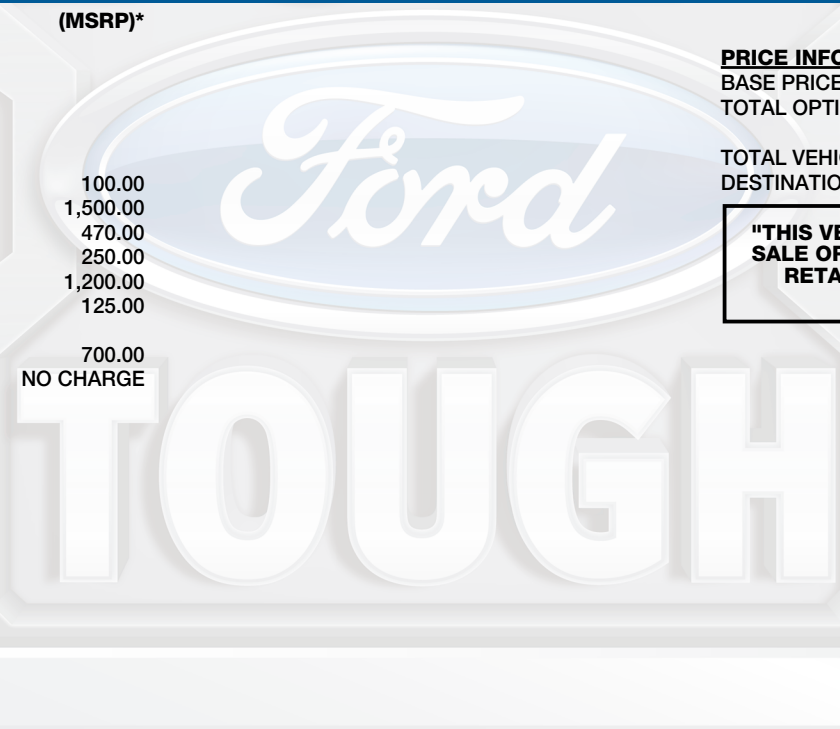 (MSRP)*
100.00
1,500.00
470.00
250.00
1,200.00
125.00
700.00
NO CHARGE
PRICE INFO
BASE PRICE
TOTAL OPTI
TOTAL VEHI
DESTINATIO
"THIS VE
SALE OF
RETA
Ford
TOUGH